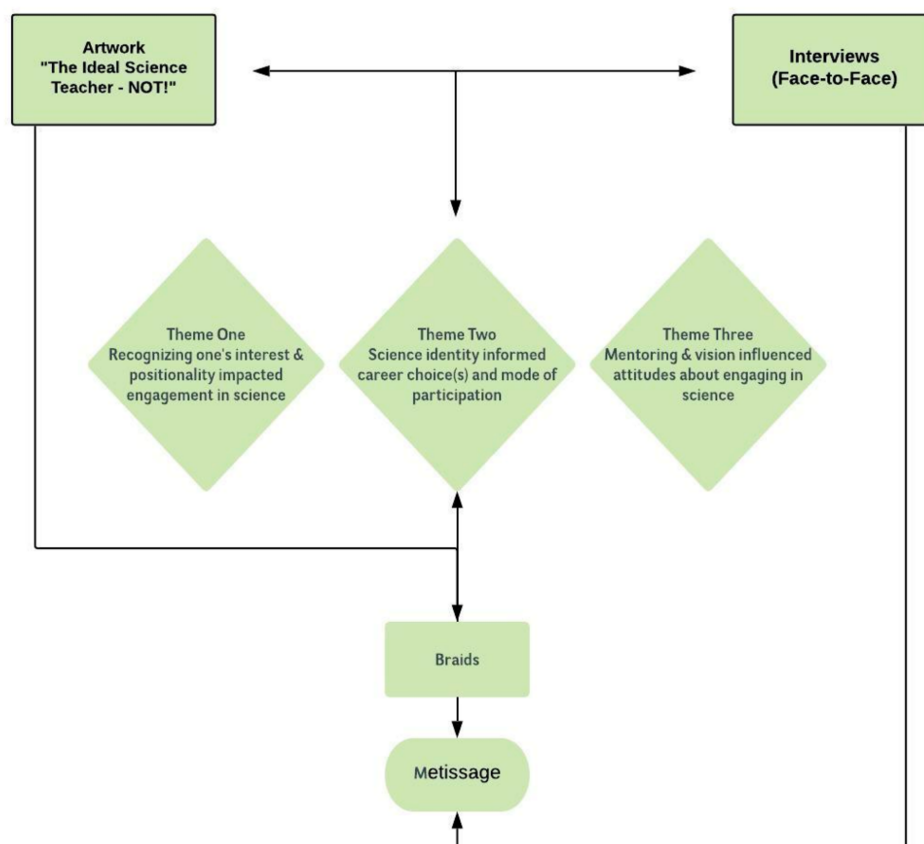 Artwork
"The Ideal Science
Teacher - NOT!"
Interviews
(Face-to-Face)
Theme One
Recognizing one's interest &
positionality impacted
engagement in science
Theme Two
Science identity informed
career choice(s) and mode of
participation
Theme Three
Mentoring & vision influenced
attitudes about engaging in
science
Braids
Metissage